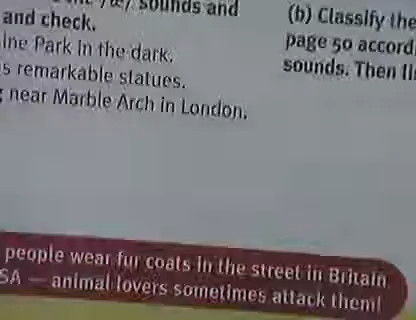 sounds and
and check.
ine Park in the dark.
s remarkable statues.
near Marble Arch in London.
(b) Classify the
page 50 accord
sounds. Then li
people wear fur coats in the street in Britain
SA — animal lovers sometimes attack them!